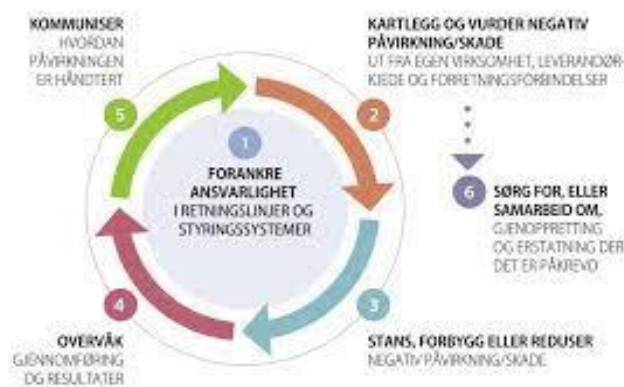 1
FORANKRE
ANSVARLIGHET
I RETNINGSLINJER OG
STYRINGSSYSTEMER
2
KARTLEGG OG VURDER NEGATIV
PÅVIRKNING/SKADE
UT FRA EGEN VIRKSOMHET, LEVERANDØR-
KJEDE OG FORRETNINGSFORBINDELSER
3
STANS, FORBYGG ELLER REDUSER
NEGATIV PÅVIRKNING/SKADE
4
OVERVÅK
GJENNOMFØRING
OG RESULTATER
5
KOMMUNISER
HVORDAN
PÅVIRKNINGEN
ER HÅNDTERT
6
SØRG FOR, ELLER
SAMARBEID OM,
GJENOPPRETTING
OG ERSTATNING DER
DET ER PÅKREVD